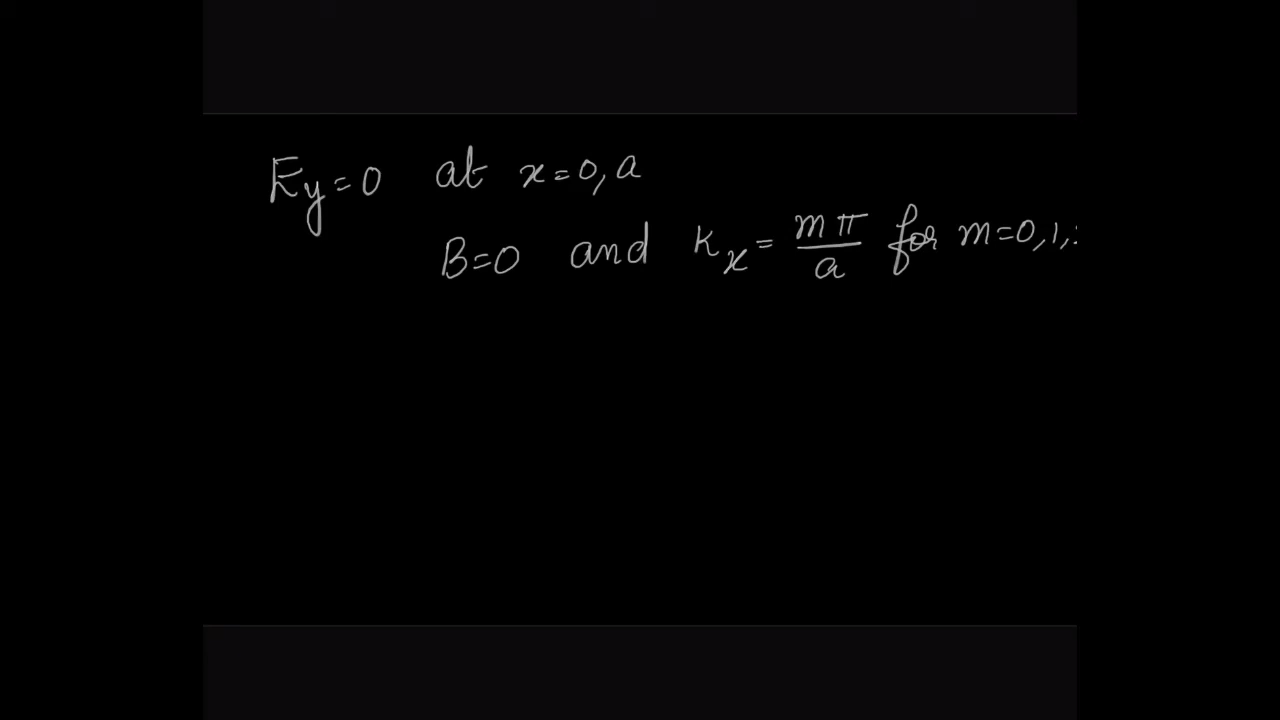 Ey=0 at x=0,a
B=0 and Kx = mπ/a for m=0,1,